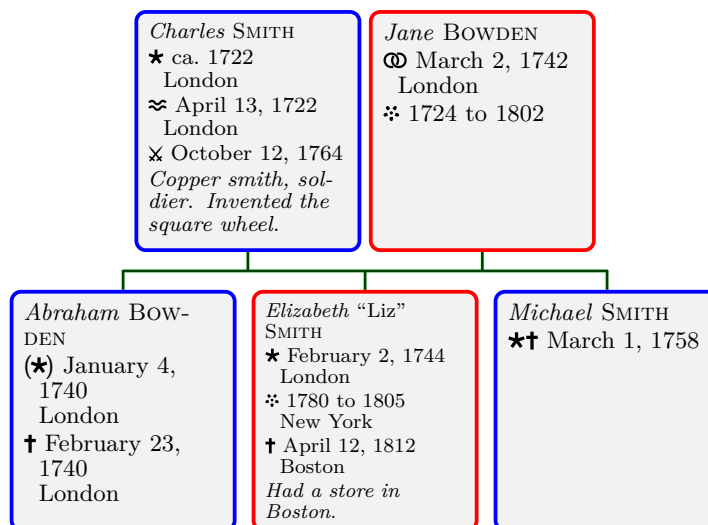 Charles SMITH
★ ca. 1722
London
≈ April 13, 1722
London
⚔ October 12, 1764
Copper smith, sol-
dier. Invented the
square wheel.
Jane BOWDEN
⚭ March 2, 1742
London
⁘ 1724 to 1802
Abraham BOW-
DEN
(★) January 4,
1740
London
✝ February 23,
1740
London
Elizabeth “Liz”
SMITH
★ February 2, 1744
London
⁘ 1780 to 1805
New York
✝ April 12, 1812
Boston
Had a store in
Boston.
Michael SMITH
★✝ March 1, 1758